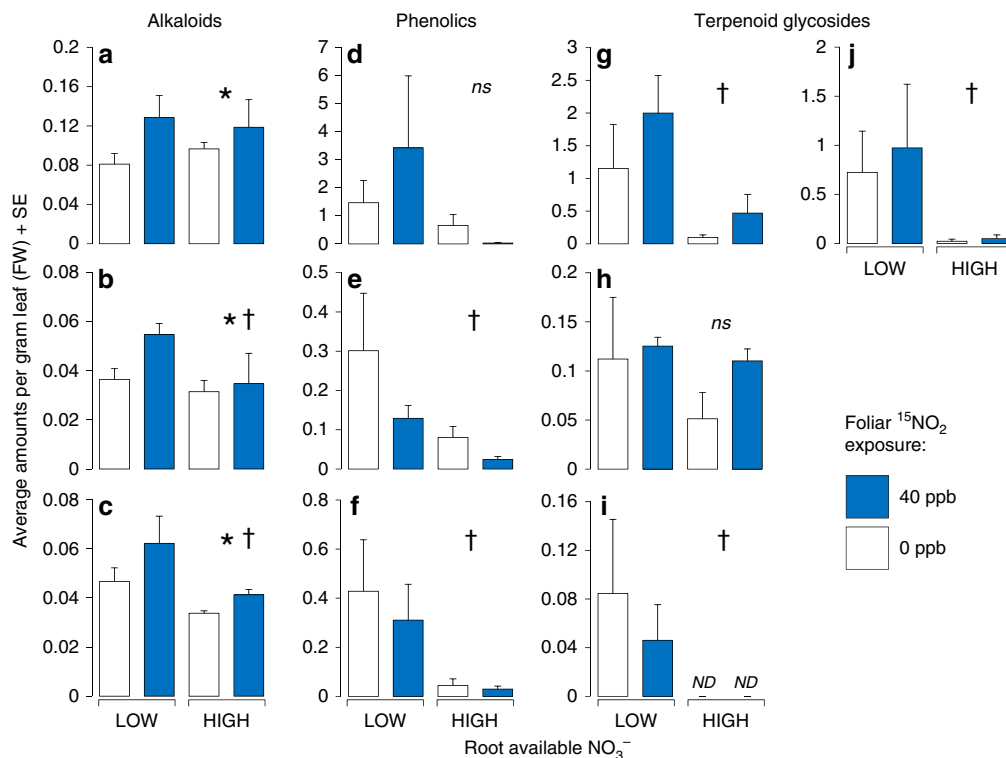 Alkaloids
Phenolics
Terpenoid glycosides
Average amounts per gram leaf (FW) + SE
a
0.2
0.16
0.12
0.08
0.04
0
*
d
7
6
5
4
3
2
1
0
ns
g
3
2.5
2
1.5
1
0.5
0
†
j
2
1.5
1
0.5
0
†
LOW
HIGH
b
0.08
0.06
0.04
0.02
0
* †
e
0.5
0.4
0.3
0.2
0.1
0
†
h
0.2
0.15
0.1
0.05
0
ns
c
0.08
0.06
0.04
0.02
0
* †
LOW
HIGH
f
0.8
0.6
0.4
0.2
0
†
LOW
HIGH
i
0.16
0.12
0.08
0.04
0
†
ND ND
LOW
HIGH
Root available NO₃⁻
Foliar ¹⁵NO₂
exposure:
40 ppb
0 ppb